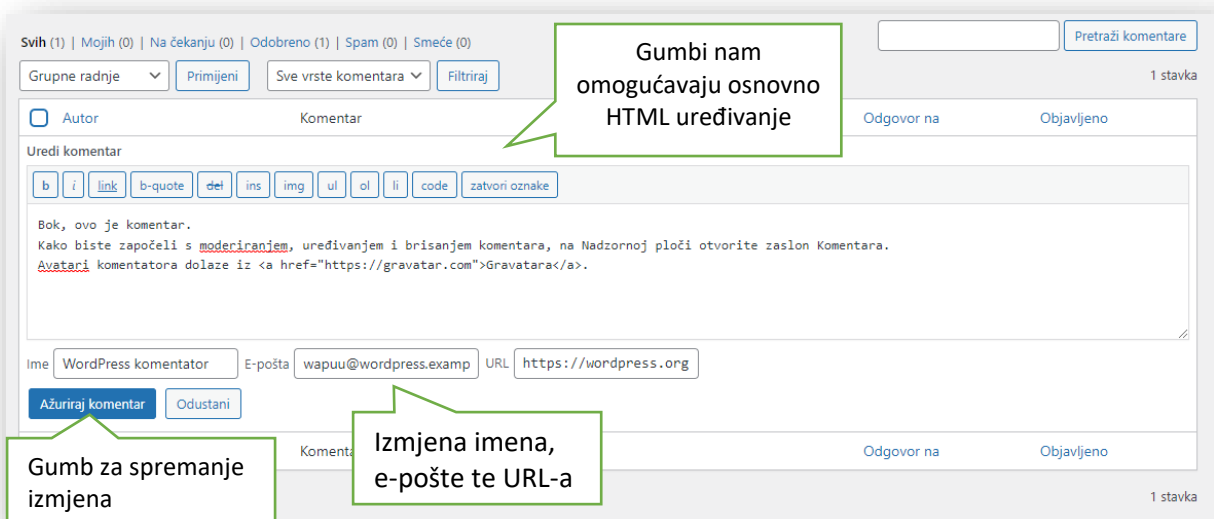 Svih (1) | Mojih (0) | Na čekanju (0) | Odobreno (1) | Spam (0) | Smeće (0)
Pretraži komentare
Grupne radnje Primijeni Sve vrste komentara Filtriraj
1 stavka
Gumbi nam
omogućavaju osnovno
HTML uređivanje
Autor Komentar Odgovor na Objavljeno
Uredi komentar
b i link b-quote del ins img ul ol li code zatvori oznake
Bok, ovo je komentar.
Kako biste započeli s moderiranjem, uređivanjem i brisanjem komentara, na Nadzornoj ploči otvorite zaslon Komentara.
Avatari komentatora dolaze iz <a href="https://gravatar.com">Gravatara</a>.
Ime WordPress komentator E-pošta wapuu@wordpress.examp URL https://wordpress.org
Ažuriraj komentar Odustani
Izmjena imena,
e-pošte te URL-a
Gumb za spremanje
izmjena
Odgovor na Objavljeno
1 stavka